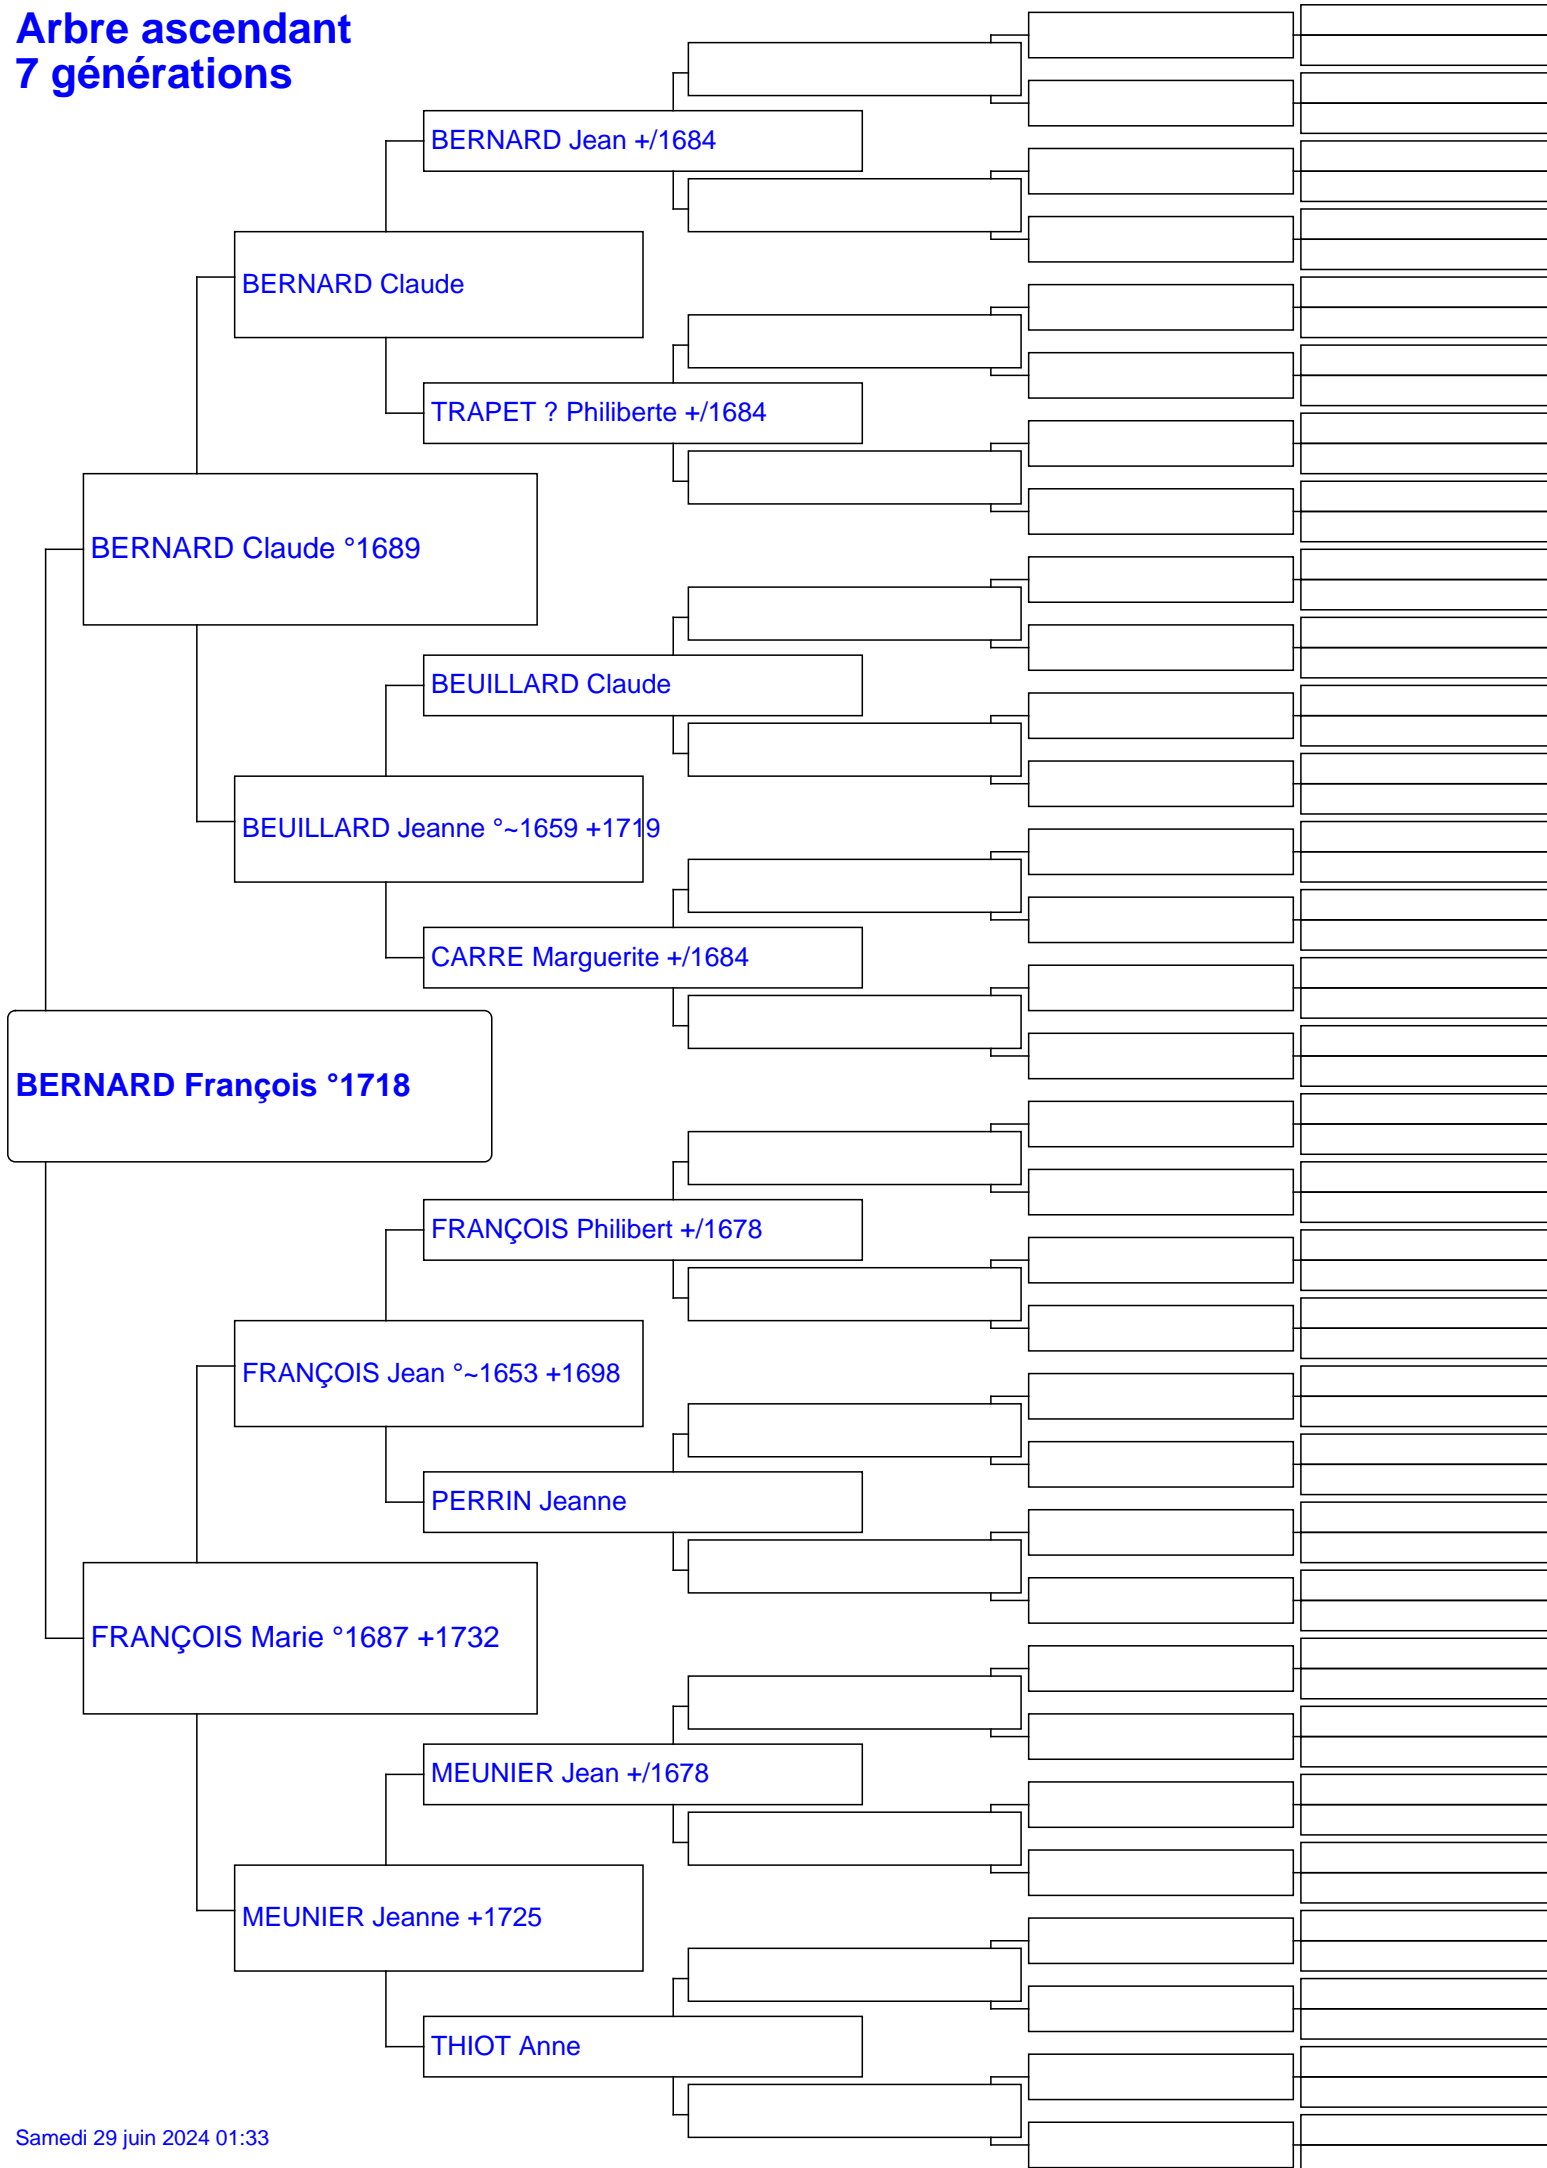 Arbre ascendant
7 générations
BERNARD Jean +/1684
BERNARD Claude
TRAPET ? Philiberte +/1684
BERNARD Claude °1689
BEUILLARD Claude
BEUILLARD Jeanne °~1659 +1719
CARRE Marguerite +/1684
BERNARD François °1718
FRANÇOIS Philibert +/1678
FRANÇOIS Jean °~1653 +1698
PERRIN Jeanne
FRANÇOIS Marie °1687 +1732
MEUNIER Jean +/1678
MEUNIER Jeanne +1725
THIOT Anne
Samedi 29 juin 2024 01:33